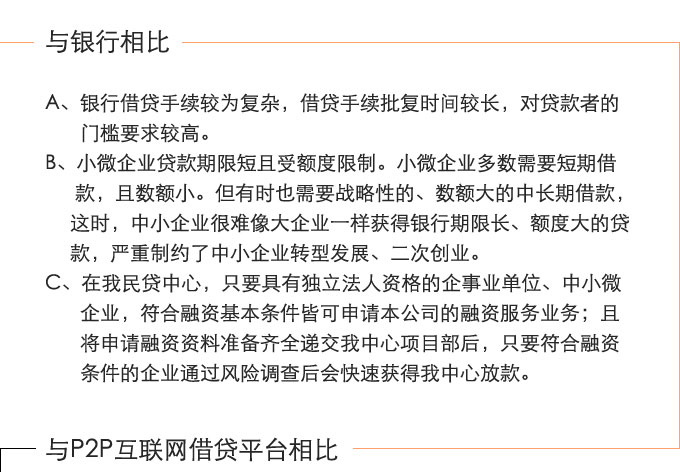 与银行相比
A、银行借贷手续较为复杂，借贷手续批复时间较长，对贷款者的
门槛要求较高。
B、小微企业贷款期限短且受额度限制。小微企业多数需要短期借
款，且数额小。但有时也需要战略性的、数额大的中长期借款，
这时，中小企业很难像大企业一样获得银行期限长、额度大的贷
款，严重制约了中小企业转型发展、二次创业。
C、在我民贷中心，只要具有独立法人资格的企事业单位、中小微
企业，符合融资基本条件皆可申请本公司的融资服务业务；且
将申请融资资料准备齐全递交我中心项目部后，只要符合融资
条件的企业通过风险调查后会快速获得我中心放款。
与P2P互联网借贷平台相比